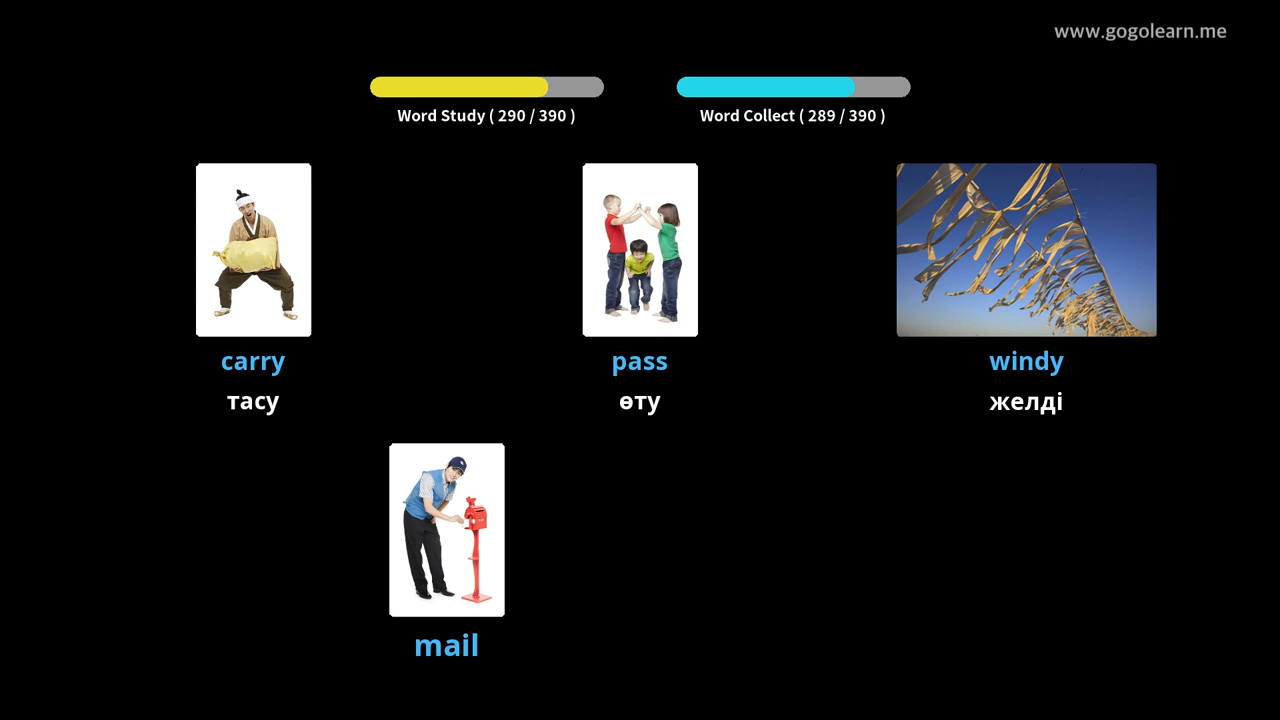 www.gogolearn.me
Word Study ( 290 / 390 )
Word Collect ( 289 / 390 )
carry
pass
windy
тасу
өту
желді
mail